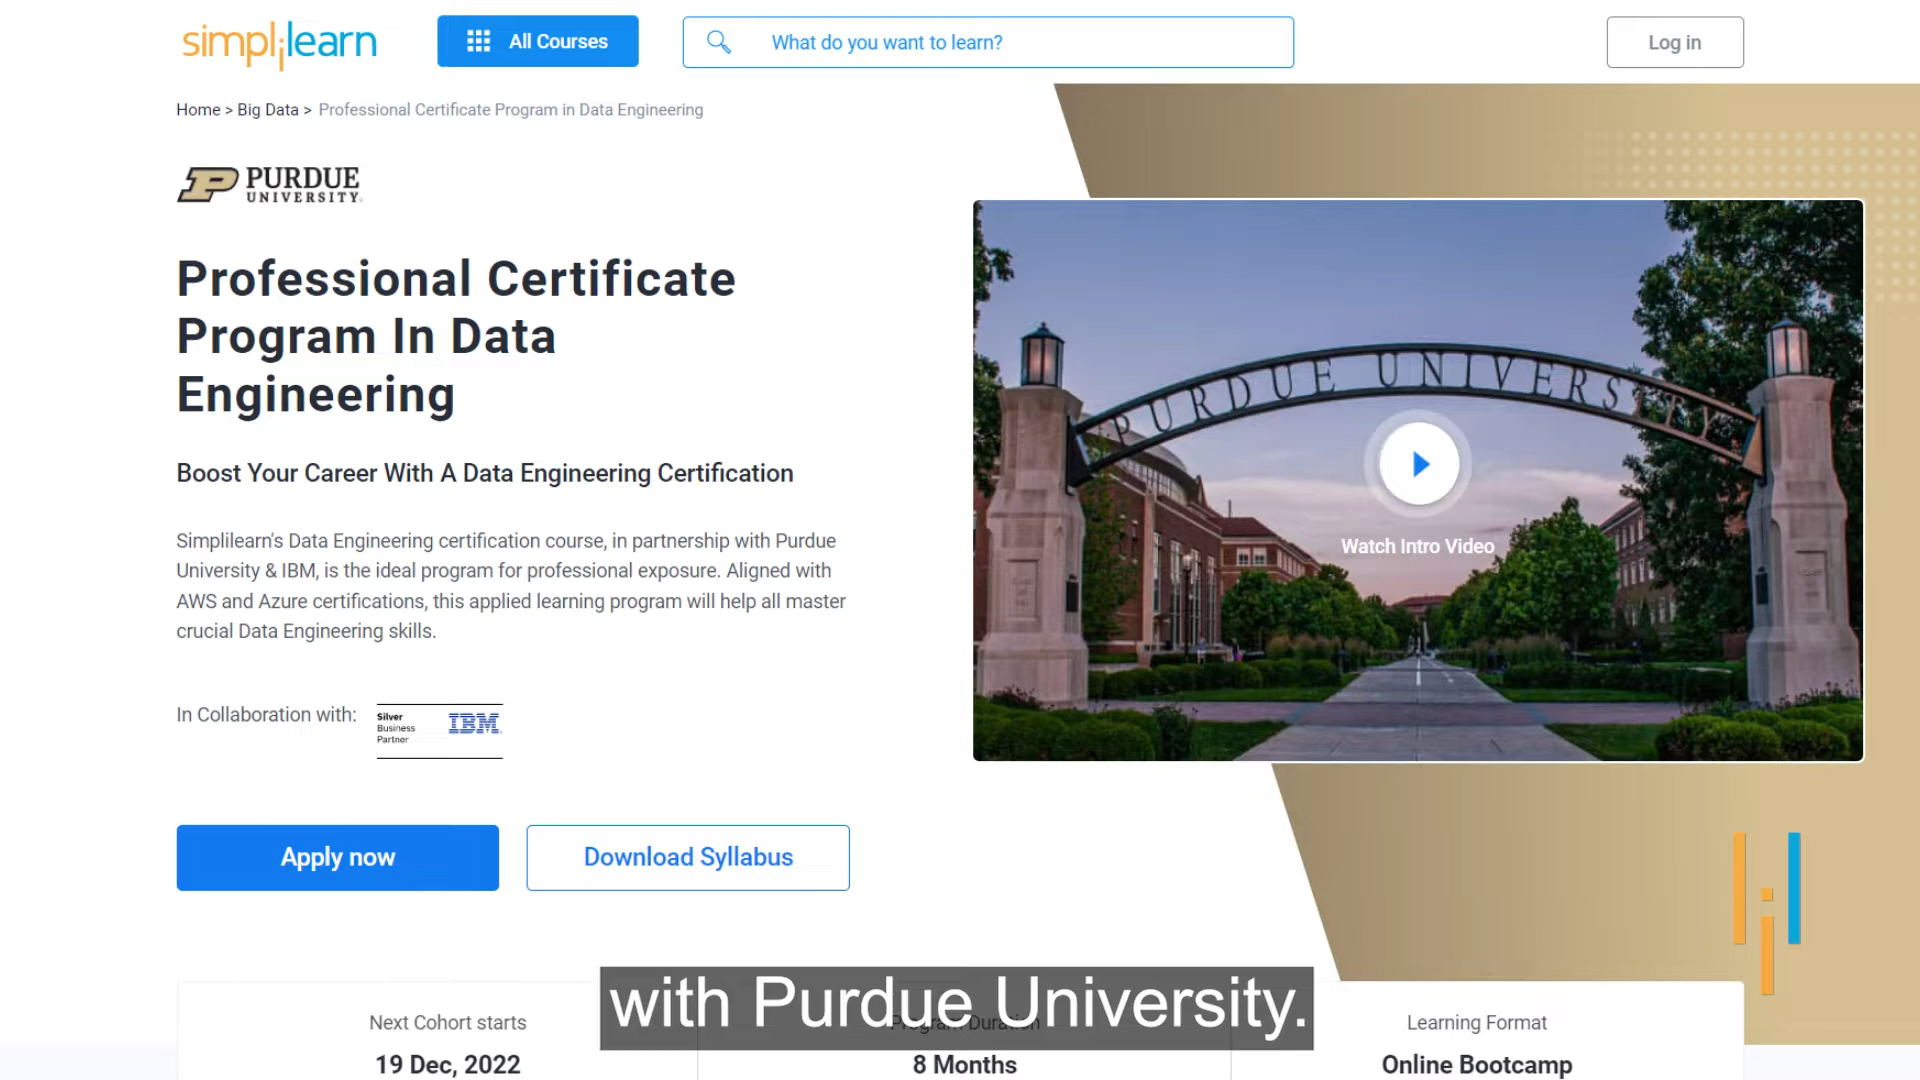 simplilearn
All Courses
What do you want to learn?
Log in
Home > Big Data > Professional Certificate Program in Data Engineering
PURDUE
UNIVERSITY.
Professional Certificate
Program In Data
Engineering
Boost Your Career With A Data Engineering Certification
Simplilearn's Data Engineering certification course, in partnership with Purdue
University & IBM, is the ideal program for professional exposure. Aligned with
AWS and Azure certifications, this applied learning program will help all master
crucial Data Engineering skills.
In Collaboration with:
Silver
Business
Partner
IBM
PURDUE UNIVERSITY
Watch Intro Video
Apply now
Download Syllabus
with Purdue University.
Next Cohort starts
19 Dec, 2022
Program Duration
8 Months
Learning Format
Online Bootcamp